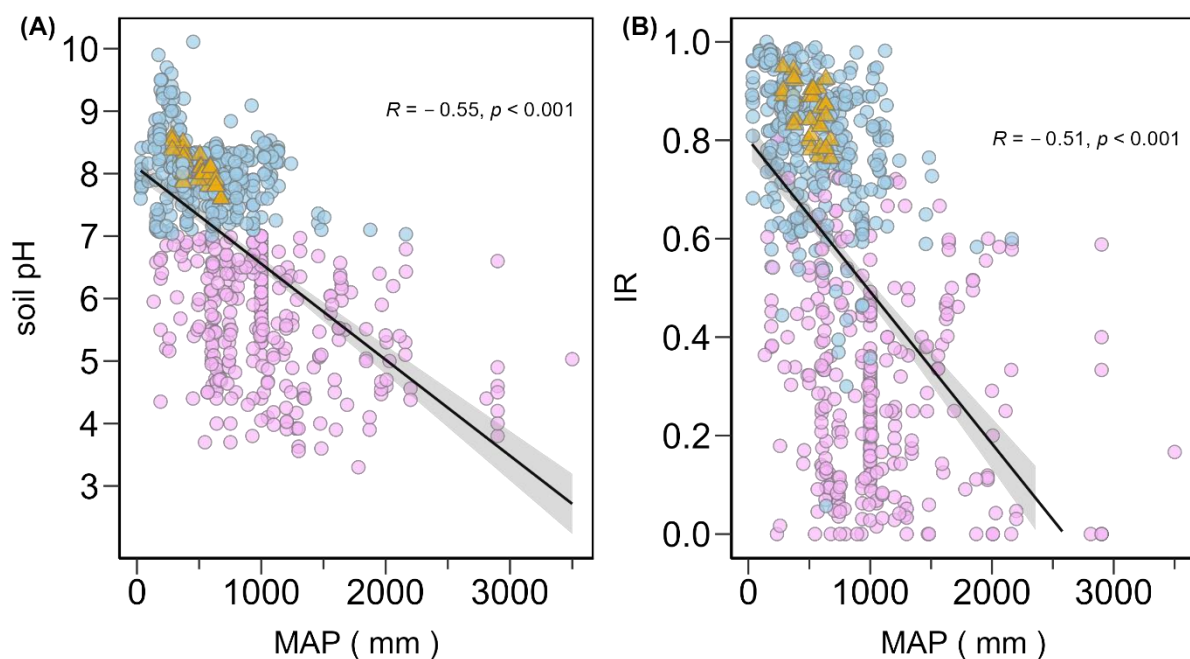 (A)
10
9
8
7
6
5
4
3
soil pH
R = − 0.55, p < 0.001
0
1000
2000
3000
MAP ( mm )
(B)
1.0
0.8
0.6
0.4
0.2
0.0
IR
R = − 0.51, p < 0.001
0
1000
2000
3000
MAP ( mm )